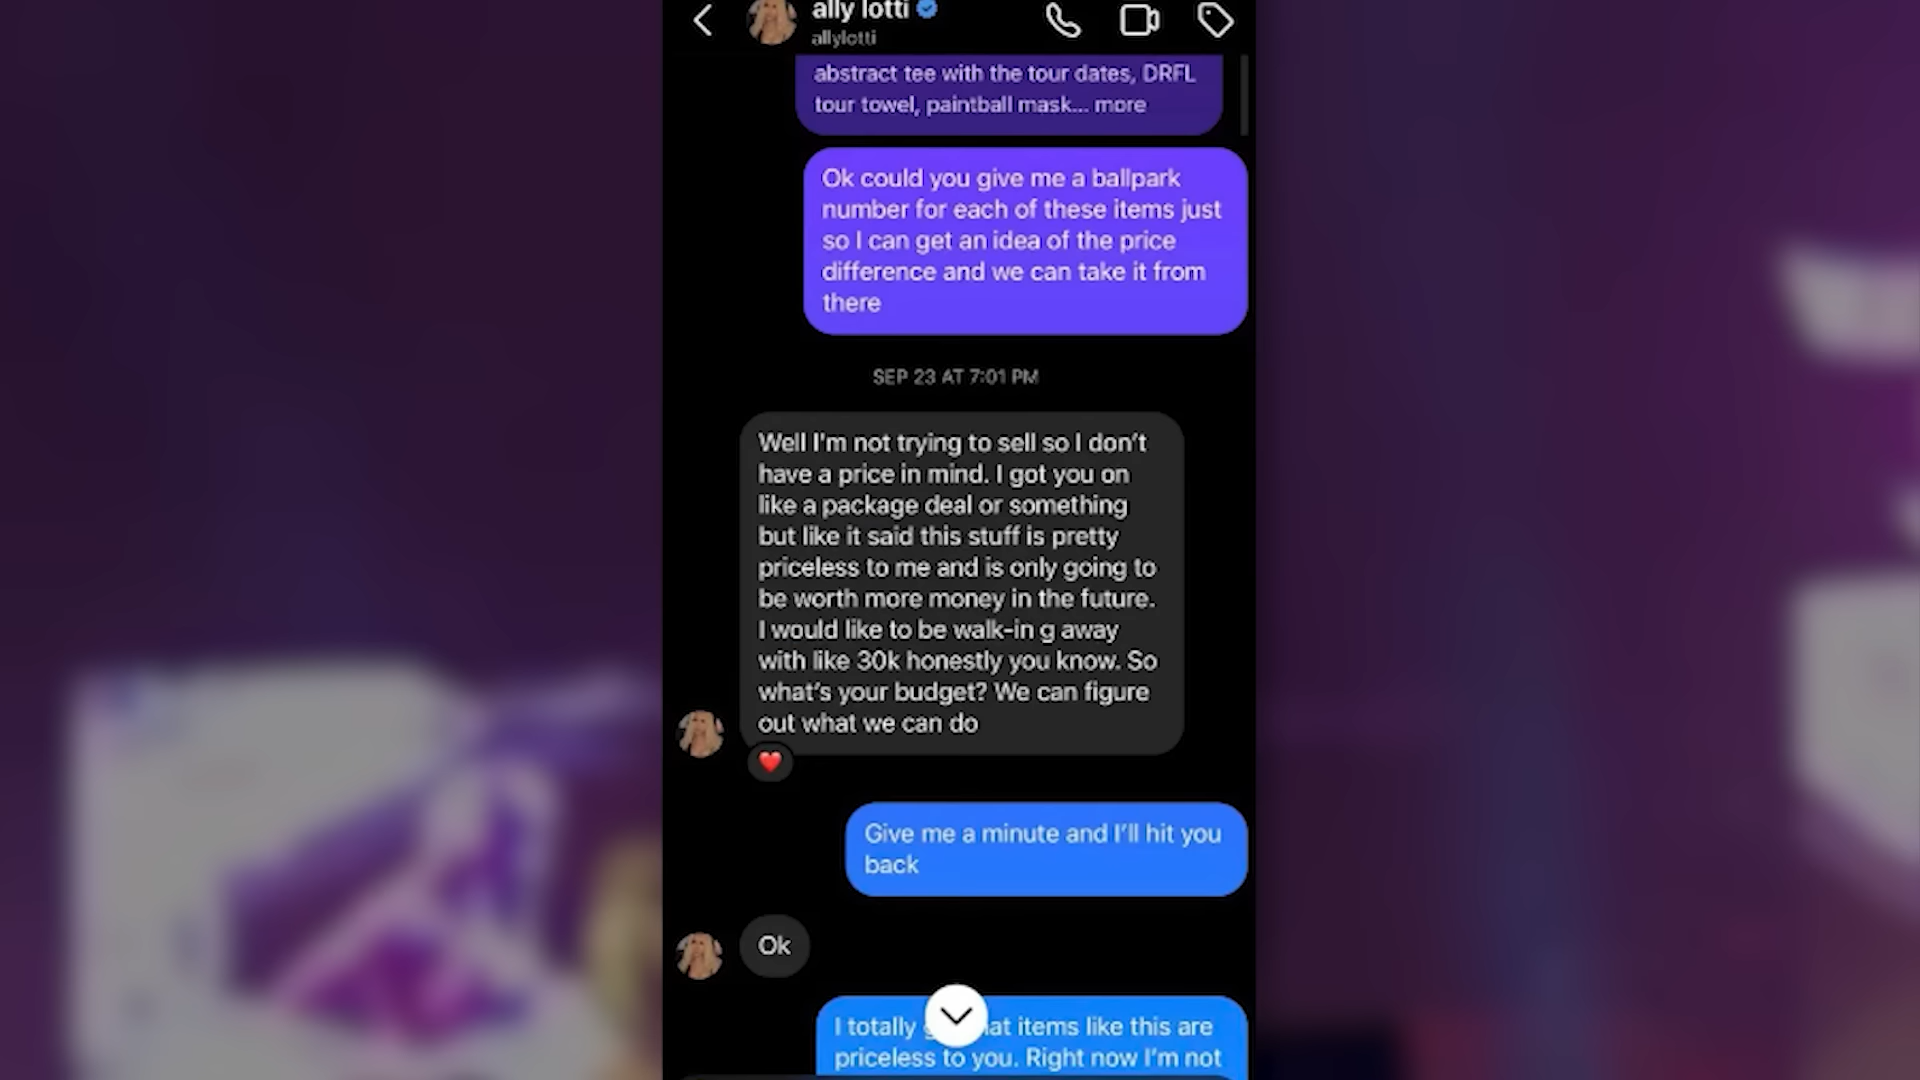 ally lotti
allylotti
abstract tee with the tour dates, DRFL
tour towel, paintball mask... more
Ok could you give me a ballpark
number for each of these items just
so I can get an idea of the price
difference and we can take it from
there
SEP 23 AT 7:01 PM
Well I'm not trying to sell so I don't
have a price in mind. I got you on
like a package deal or something
but like it said this stuff is pretty
priceless to me and is only going to
be worth more money in the future.
I would like to be walk-in g away
with like 30k honestly you know. So
what's your budget? We can figure
out what we can do
Give me a minute and I'll hit you
back
Ok
I totally items like this are
priceless to you. Right now I'm not